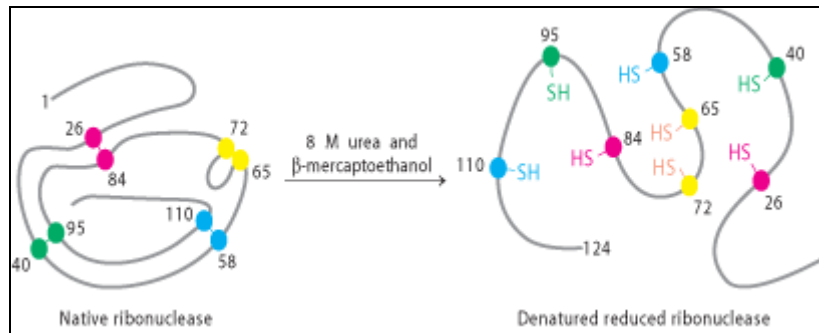 1
26
84
72
65
95
40
110
58
Native ribonuclease
8 M urea and
β-mercaptoethanol
95
SH
110
SH
HS
84
HS
58
HS
65
HS
72
HS
40
HS
26
124
Denatured reduced ribonuclease